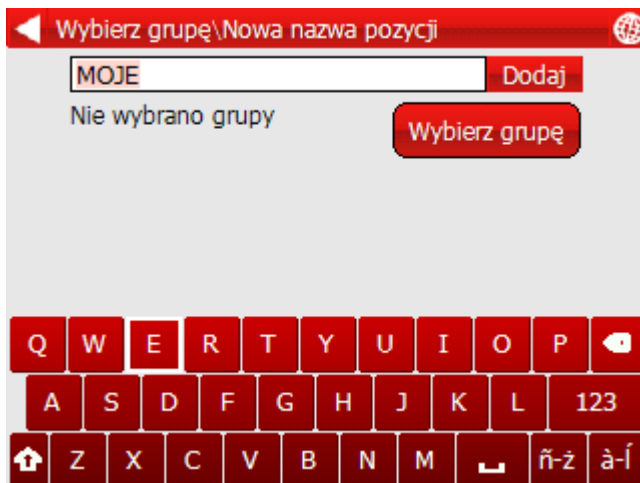 Wybierz grupę\Nowa nazwa pozycji
MOJE Dodaj
Nie wybrano grupy Wybierz grupę
Q W E R T Y U I O P
A S D F G H J K L 123
Z X C V B N M ñ-ż à-Í